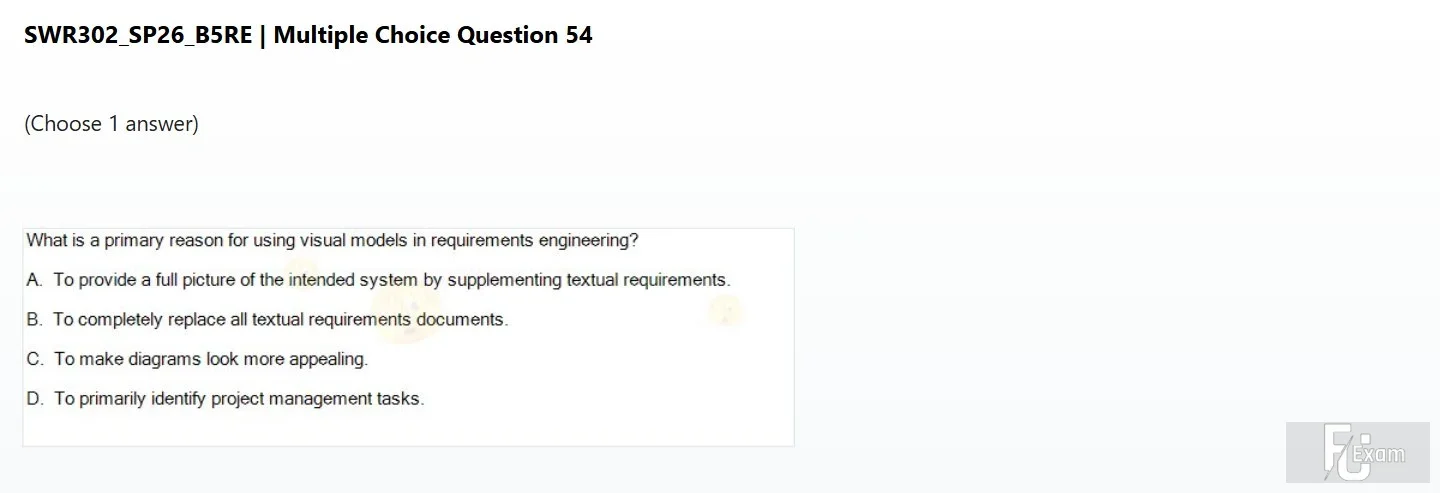 SWR302_SP26_B5RE | Multiple Choice Question 54
(Choose 1 answer)
What is a primary reason for using visual models in requirements engineering?
A. To provide a full picture of the intended system by supplementing textual requirements.
B. To completely replace all textual requirements documents.
C. To make diagrams look more appealing.
D. To primarily identify project management tasks.
FU Exam